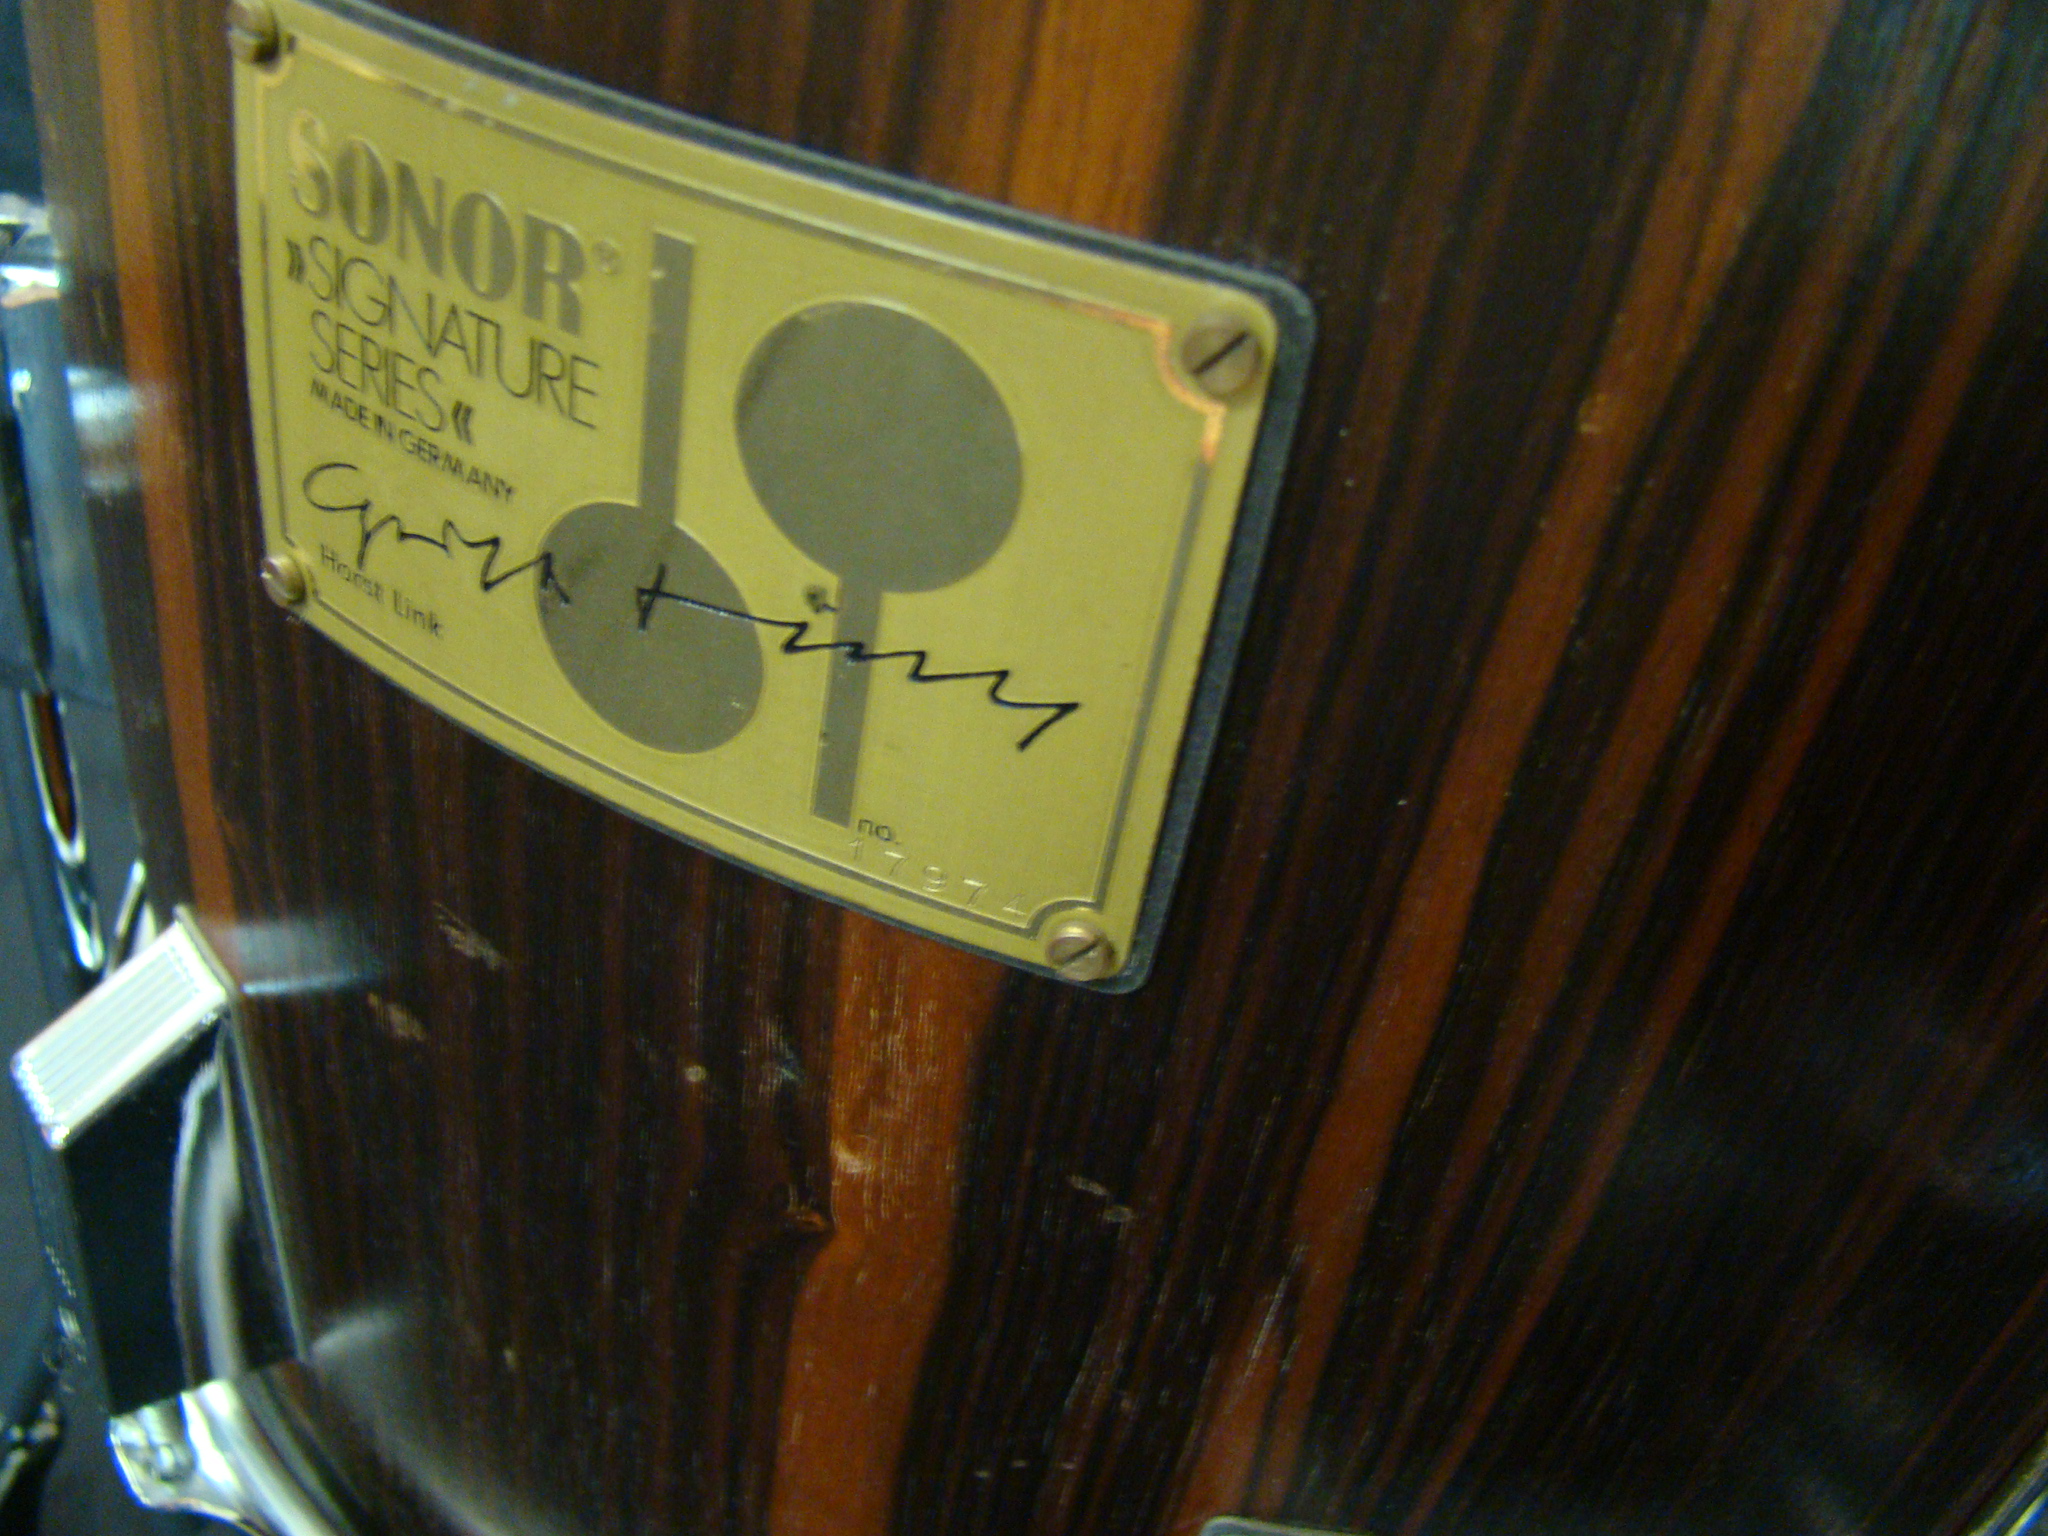 SONOR®
»SIGNATURE
SERIES«
MADE IN GERMANY
Horst Link
no.
17974